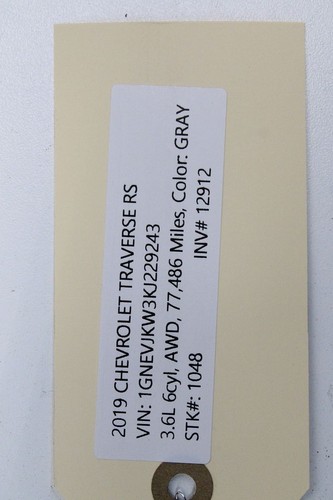 2019 CHEVROLET TRAVERSE RS
VIN: 1GNEVJKW3KJ229243
3.6L 6cyl, AWD, 77,486 Miles, Color: GRAY
STK#: 1048 INV# 12912